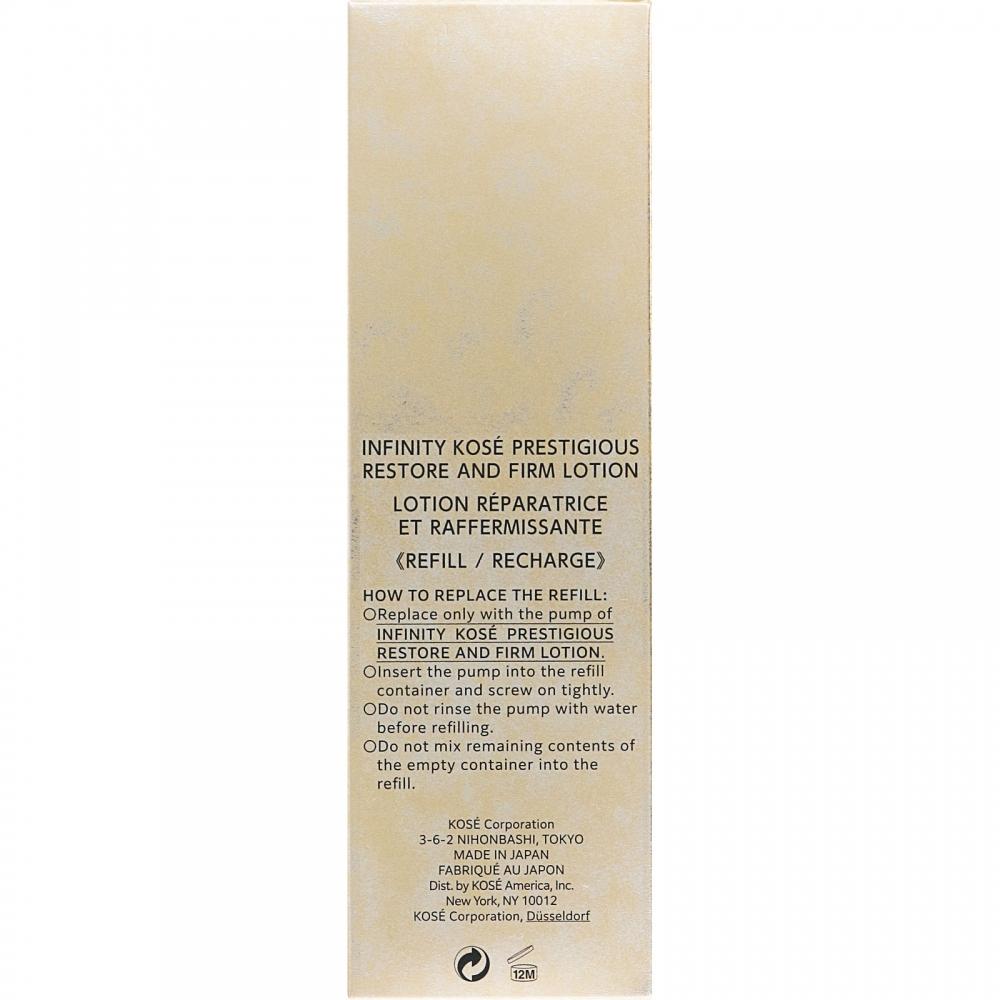 INFINITY KOSÉ PRESTIGIOUS
RESTORE AND FIRM LOTION
LOTION RÉPARATRICE
ET RAFFERMISSANTE
《REFILL / RECHARGE》
HOW TO REPLACE THE REFILL:
○Replace only with the pump of
INFINITY KOSÉ PRESTIGIOUS
RESTORE AND FIRM LOTION.
○Insert the pump into the refill
container and screw on tightly.
○Do not rinse the pump with water
before refilling.
○Do not mix remaining contents of
the empty container into the
refill.
KOSÉ Corporation
3-6-2 NIHONBASHI, TOKYO
MADE IN JAPAN
FABRIQUÉ AU JAPON
Dist. by KOSÉ America, Inc.
New York, NY 10012
KOSÉ Corporation, Düsseldorf
12M